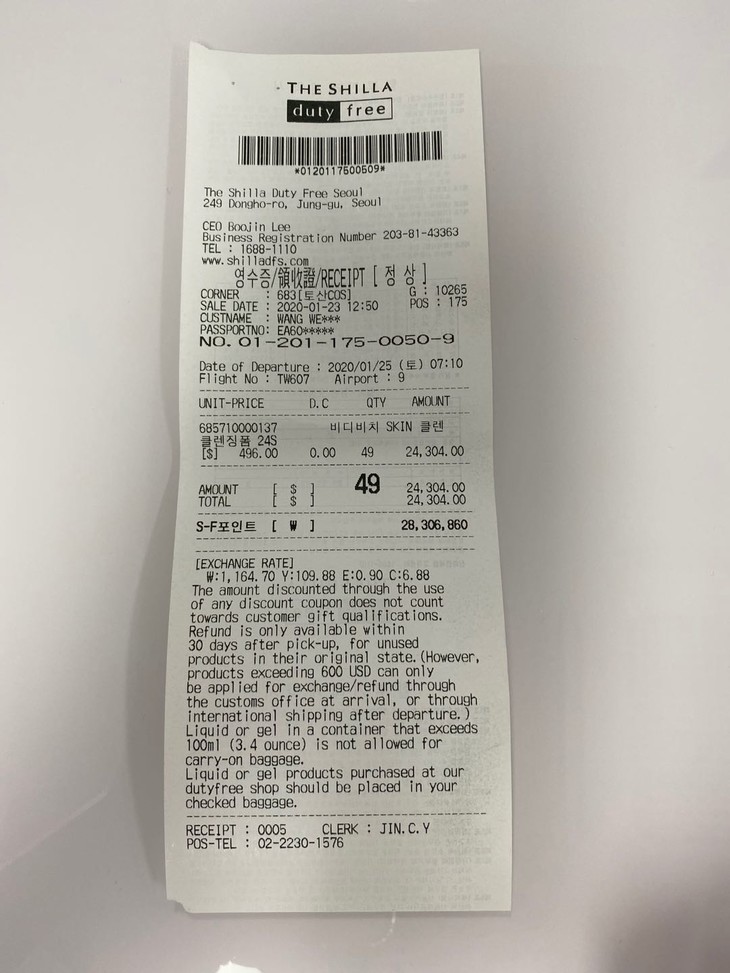 THE SHILLA
duty free
*0120117500509*
The Shilla Duty Free Seoul
249 Dongho-ro, Jung-gu, Seoul
CEO Boojin Lee
Business Registration Number 203-81-43363
TEL : 1688-1110
www.shilladfs.com
영수증/領收證/RECEIPT [ 정 상 ]
CORNER : 683[토산COS] G : 10265
SALE DATE : 2020-01-23 12:50 POS : 175
CUSTNAME : WANG WE***
PASSPORTNO: EA60*****
NO. 01-201-175-0050-9
Date of Departure : 2020/01/25 (토) 07:10
Flight No : TW607 Airport : 9
UNIT-PRICE D.C QTY AMOUNT
685710000137 비디비치 SKIN 클렌
클렌징폼 24S
[$] 496.00 0.00 49 24,304.00
AMOUNT [ $ ] 49 24,304.00
TOTAL [ $ ] 24,304.00
S-F포인트 [ ₩ ] 28,306,860
[EXCHANGE RATE]
₩:1,164.70 Y:109.88 E:0.90 C:6.88
The amount discounted through the use
of any discount coupon does not count
towards customer gift qualifications.
Refund is only available within
30 days after pick-up, for unused
products in their original state.(However,
products exceeding 600 USD can only
be applied for exchange/refund through
the customs office at arrival, or through
international shipping after departure.)
Liquid or gel in a container that exceeds
100ml (3.4 ounce) is not allowed for
carry-on baggage.
Liquid or gel products purchased at our
dutyfree shop should be placed in your
checked baggage.
RECEIPT : 0005 CLERK : JIN.C.Y
POS-TEL : 02-2230-1576